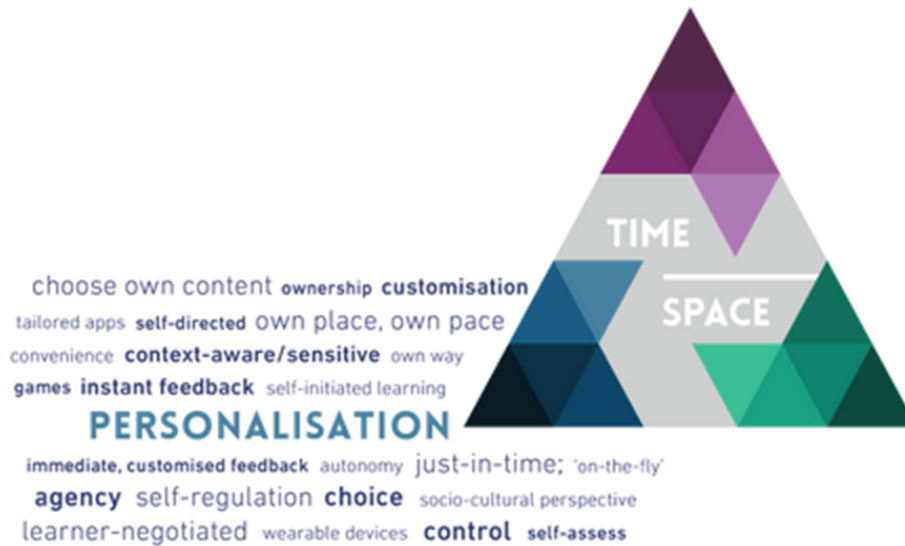 TIME
SPACE
choose own content ownership customisation
tailored apps self-directed own place, own pace
convenience context-aware/sensitive own way
games instant feedback self-initiated learning
PERSONALISATION
immediate, customised feedback autonomy just-in-time; 'on-the-fly'
agency self-regulation choice socio-cultural perspective
learner-negotiated wearable devices control self-assess